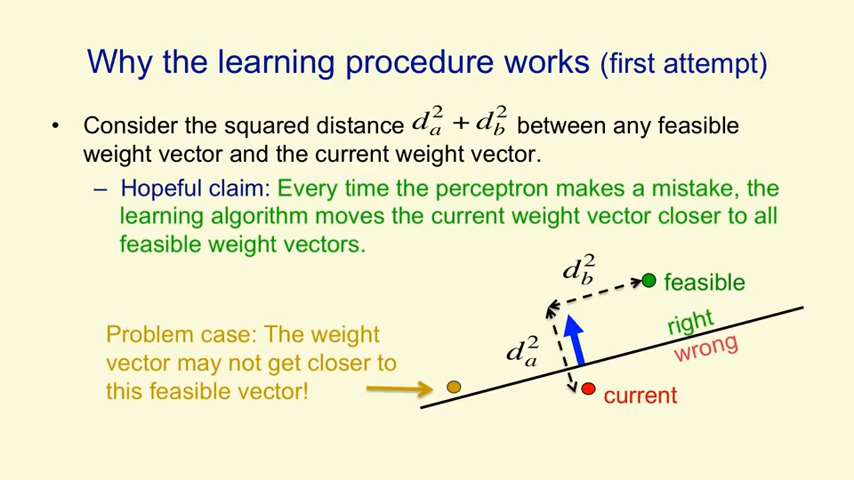 Why the learning procedure works (first attempt)
• Consider the squared distance d_a^2 + d_b^2 between any feasible
weight vector and the current weight vector.
– Hopeful claim: Every time the perceptron makes a mistake, the
learning algorithm moves the current weight vector closer to all
feasible weight vectors.
d_b^2
feasible
right
wrong
Problem case: The weight
vector may not get closer to
this feasible vector!
d_a^2
current